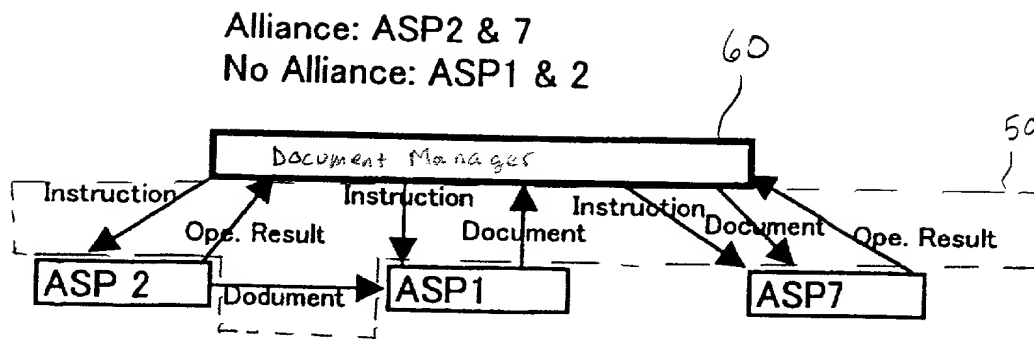 Alliance: ASP2 & 7
No Alliance: ASP1 & 2
60
50
Document Manager
Instruction
Instruction
Instruction
Document
Ope. Result
Document
Ope. Result
ASP 2
Dodument
ASP1
ASP7